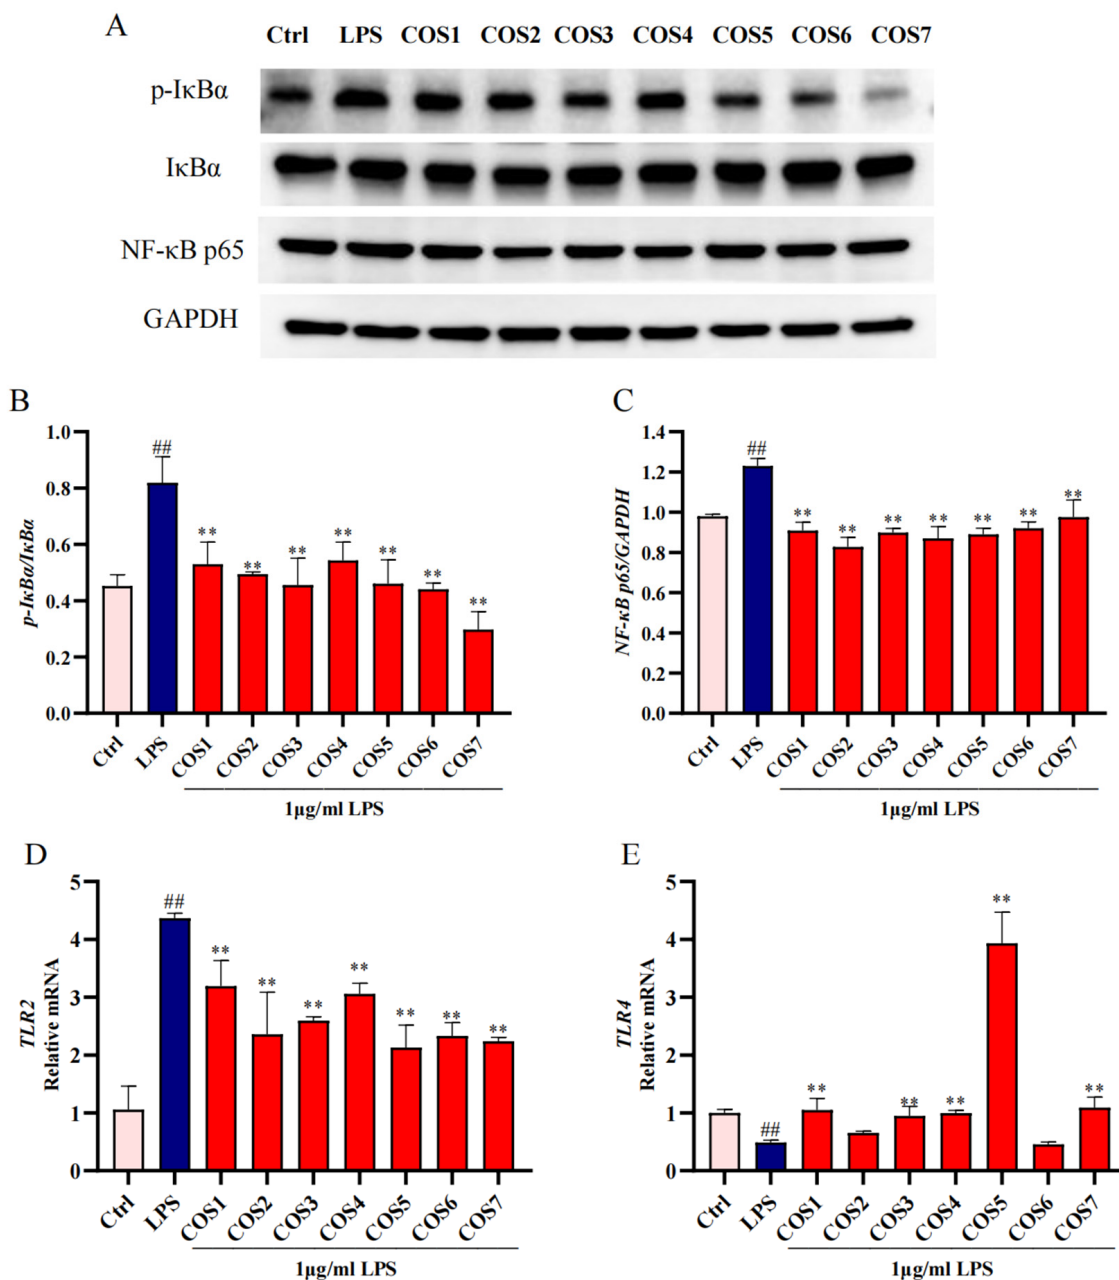 A
Ctrl LPS COS1 COS2 COS3 COS4 COS5 COS6 COS7
p-IκBα
IκBα
NF-κB p65
GAPDH
B
p-IκBα/IκBα
1.0
0.8
0.6
0.4
0.2
0.0
##
**
**
**
**
**
**
**
Ctrl LPS COS1 COS2 COS3 COS4 COS5 COS6 COS7
1μg/ml LPS
C
NF-κB p65/GAPDH
1.4
1.2
1.0
0.8
0.6
0.4
0.2
0.0
##
**
**
**
**
**
**
**
Ctrl LPS COS1 COS2 COS3 COS4 COS5 COS6 COS7
1μg/ml LPS
D
TLR2
Relative mRNA
5
4
3
2
1
0
##
**
**
**
**
**
**
**
Ctrl LPS COS1 COS2 COS3 COS4 COS5 COS6 COS7
1μg/ml LPS
E
TLR4
Relative mRNA
5
4
3
2
1
0
##
**
**
**
**
**
Ctrl LPS COS1 COS2 COS3 COS4 COS5 COS6 COS7
1μg/ml LPS